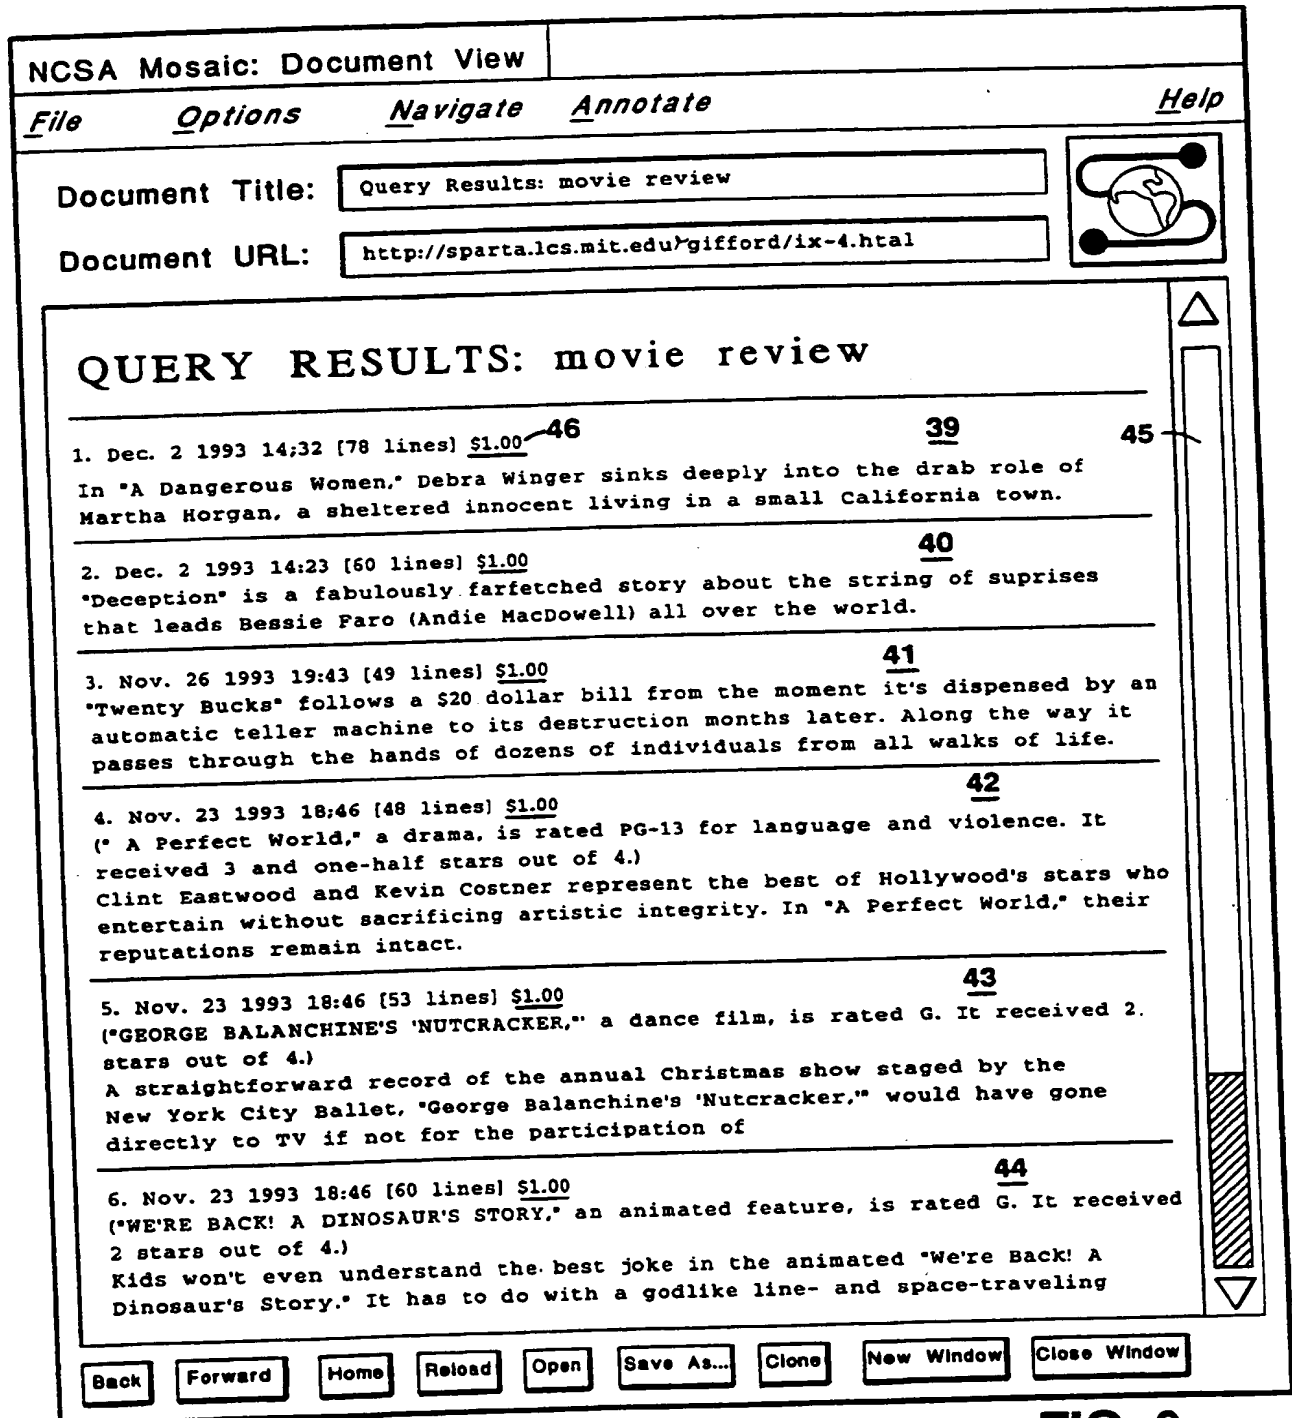 NCSA Mosaic: Document View
File Options Navigate Annotate Help
Document Title: Query Results: movie review
Document URL: http://sparta.lcs.mit.edu/~gifford/ix-4.htal
QUERY RESULTS: movie review
1. Dec. 2 1993 14;32 [78 lines] $1.00 46 39 45
In "A Dangerous Women," Debra Winger sinks deeply into the drab role of
Martha Horgan, a sheltered innocent living in a small California town.
2. Dec. 2 1993 14:23 [60 lines] $1.00 40
"Deception" is a fabulously farfetched story about the string of suprises
that leads Bessie Faro (Andie MacDowell) all over the world.
3. Nov. 26 1993 19:43 [49 lines] $1.00 41
"Twenty Bucks" follows a $20 dollar bill from the moment it's dispensed by an
automatic teller machine to its destruction months later. Along the way it
passes through the hands of dozens of individuals from all walks of life.
4. Nov. 23 1993 18;46 [48 lines] $1.00 42
(" A Perfect World," a drama, is rated PG-13 for language and violence. It
received 3 and one-half stars out of 4.)
Clint Eastwood and Kevin Costner represent the best of Hollywood's stars who
entertain without sacrificing artistic integrity. In "A Perfect World," their
reputations remain intact.
5. Nov. 23 1993 18:46 [53 lines] $1.00 43
("GEORGE BALANCHINE'S 'NUTCRACKER,"' a dance film, is rated G. It received 2.
stars out of 4.)
A straightforward record of the annual Christmas show staged by the
New York City Ballet, "George Balanchine's 'Nutcracker,'" would have gone
directly to TV if not for the participation of
6. Nov. 23 1993 18:46 [60 lines] $1.00 44
("WE'RE BACK! A DINOSAUR'S STORY," an animated feature, is rated G. It received
2 stars out of 4.)
Kids won't even understand the best joke in the animated "We're Back! A
Dinosaur's Story." It has to do with a godlike line- and space-traveling
Back Forward Home Reload Open Save As... Clone New Window Close Window